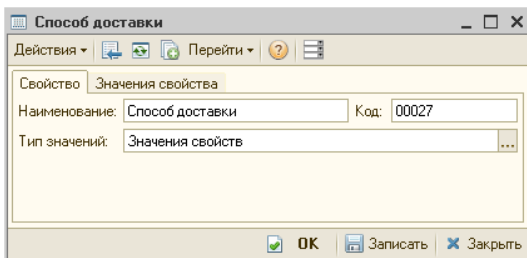 Способ доставки
Действия Перейти
Свойство Значения свойства
Наименование: Способ доставки Код: 00027
Тип значений: Значения свойств ...
OK Записать Закрыть